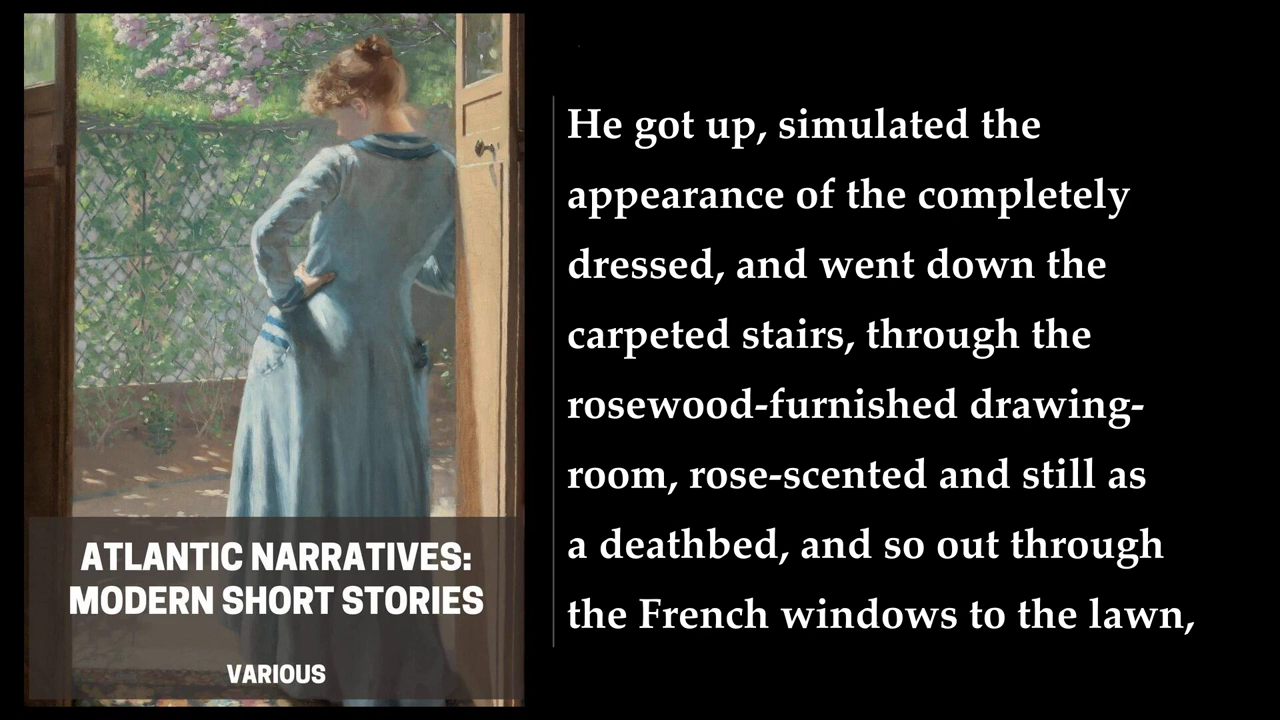 ATLANTIC NARRATIVES:
MODERN SHORT STORIES
VARIOUS
He got up, simulated the
appearance of the completely
dressed, and went down the
carpeted stairs, through the
rosewood-furnished drawing-
room, rose-scented and still as
a deathbed, and so out through
the French windows to the lawn,